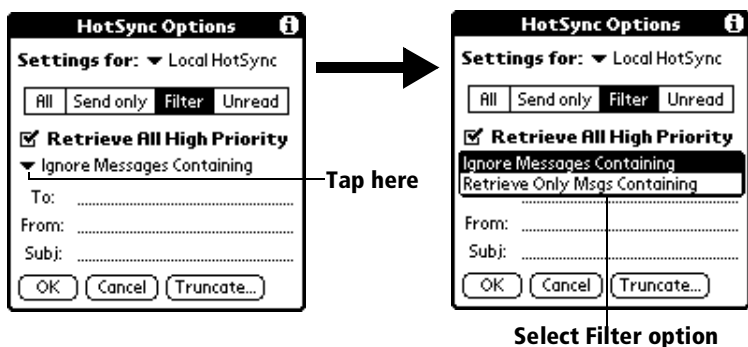 HotSync Options
Settings for: Local HotSync
All Send only Filter Unread
Retrieve All High Priority
Ignore Messages Containing
To:
From:
Subj:
OK Cancel Truncate...
Tap here
HotSync Options
Settings for: Local HotSync
All Send only Filter Unread
Retrieve All High Priority
Ignore Messages Containing
Retrieve Only Msgs Containing
From:
Subj:
OK Cancel Truncate...
Select Filter option